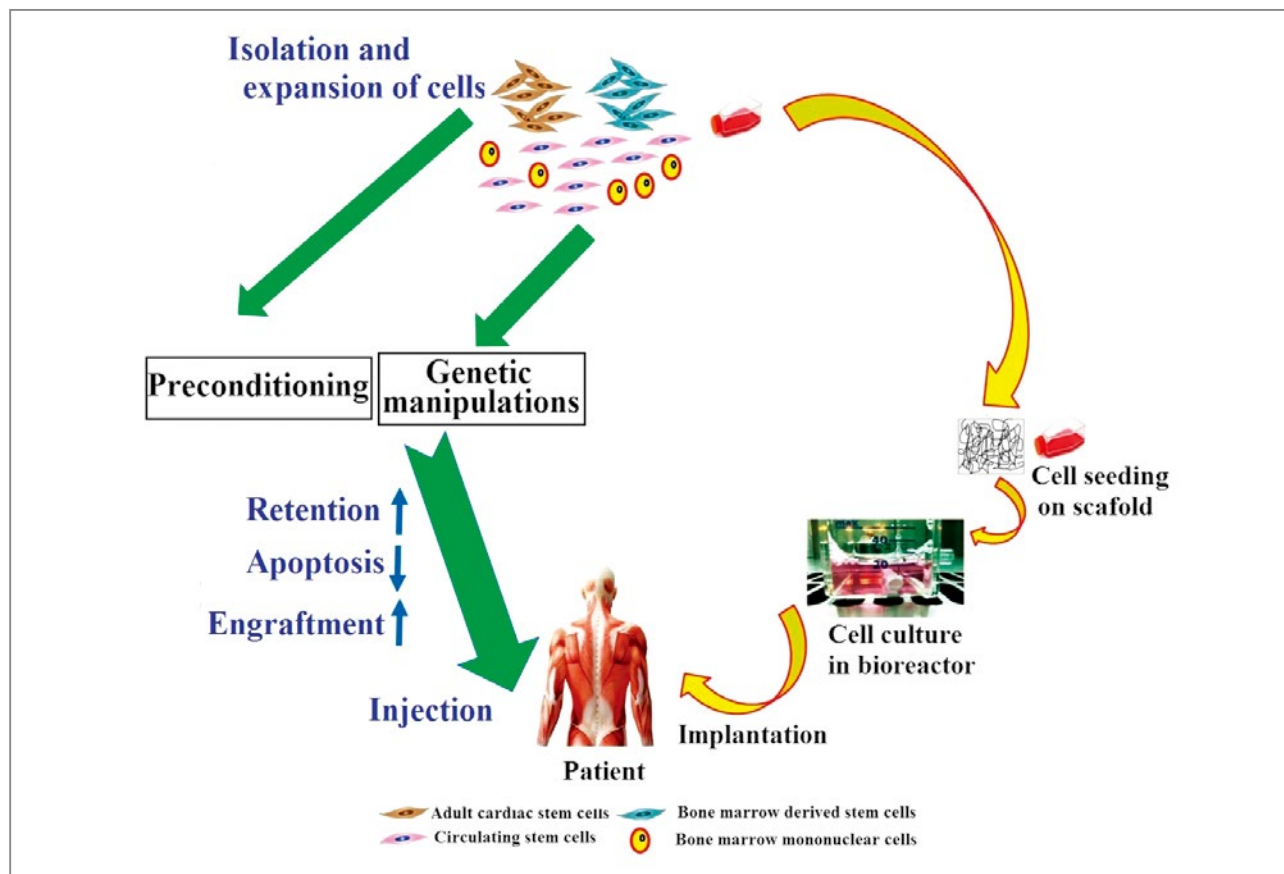 Isolation and
expansion of cells
Preconditioning
Genetic
manipulations
Retention
Apoptosis
Engraftment
Injection
Cell seeding
on scafold
40
20
Cell culture
in bioreactor
Implantation
Patient
Adult cardiac stem cells
Bone marrow derived stem cells
Circulating stem cells
Bone marrow mononuclear cells